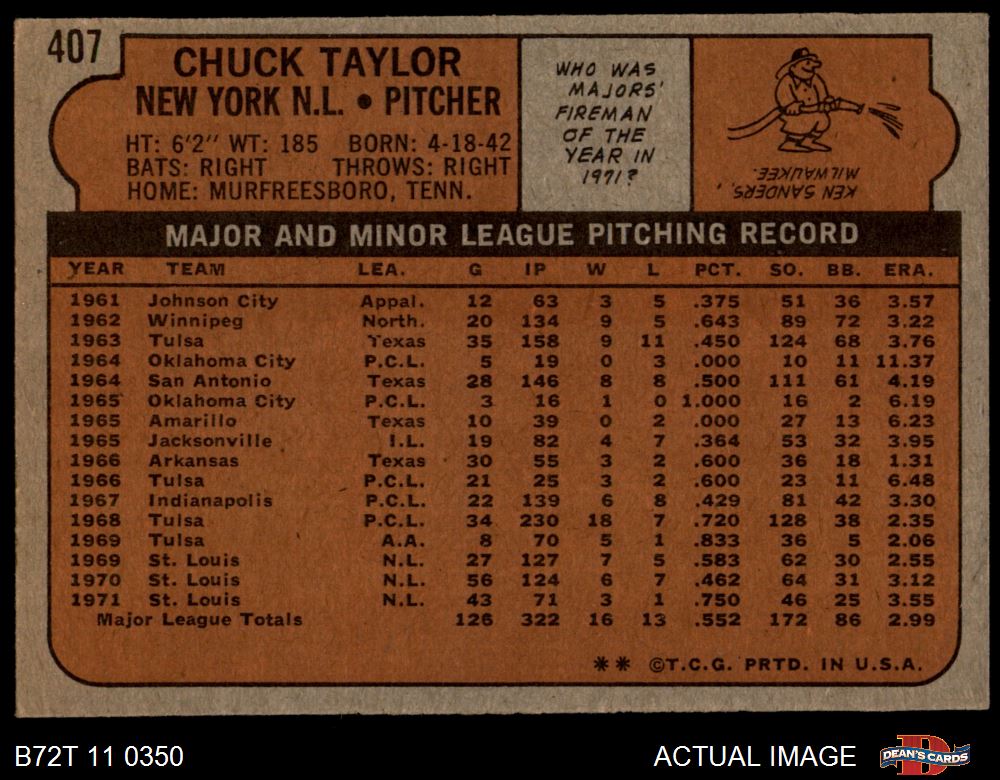 407
CHUCK TAYLOR
NEW YORK N.L. • PITCHER
HT: 6'2" WT: 185 BORN: 4-18-42
BATS: RIGHT THROWS: RIGHT
HOME: MURFREESBORO, TENN.
WHO WAS
MAJORS'
FIREMAN
OF THE
YEAR IN
1971?
KEN SANDERS,
MILWAUKEE.
MAJOR AND MINOR LEAGUE PITCHING RECORD
YEAR TEAM LEA. G IP W L PCT. SO. BB. ERA.
1961 Johnson City Appal. 12 63 3 5 .375 51 36 3.57
1962 Winnipeg North. 20 134 9 5 .643 89 72 3.22
1963 Tulsa Texas 35 158 9 11 .450 124 68 3.76
1964 Oklahoma City P.C.L. 5 19 0 3 .000 10 11 11.37
1964 San Antonio Texas 28 146 8 8 .500 111 61 4.19
1965 Oklahoma City P.C.L. 3 16 1 0 1.000 16 2 6.19
1965 Amarillo Texas 10 39 0 2 .000 27 13 6.23
1965 Jacksonville I.L. 19 82 4 7 .364 53 32 3.95
1966 Arkansas Texas 30 55 3 2 .600 36 18 1.31
1966 Tulsa P.C.L. 21 25 3 2 .600 23 11 6.48
1967 Indianapolis P.C.L. 22 139 6 8 .429 81 42 3.30
1968 Tulsa P.C.L. 34 230 18 7 .720 128 38 2.35
1969 Tulsa A.A. 8 70 5 1 .833 36 5 2.06
1969 St. Louis N.L. 27 127 7 5 .583 62 30 2.55
1970 St. Louis N.L. 56 124 6 7 .462 64 31 3.12
1971 St. Louis N.L. 43 71 3 1 .750 46 25 3.55
Major League Totals 126 322 16 13 .552 172 86 2.99
** ©T.C.G. PRTD. IN U.S.A.
B72T 11 0350
ACTUAL IMAGE
DEAN'S CARDS